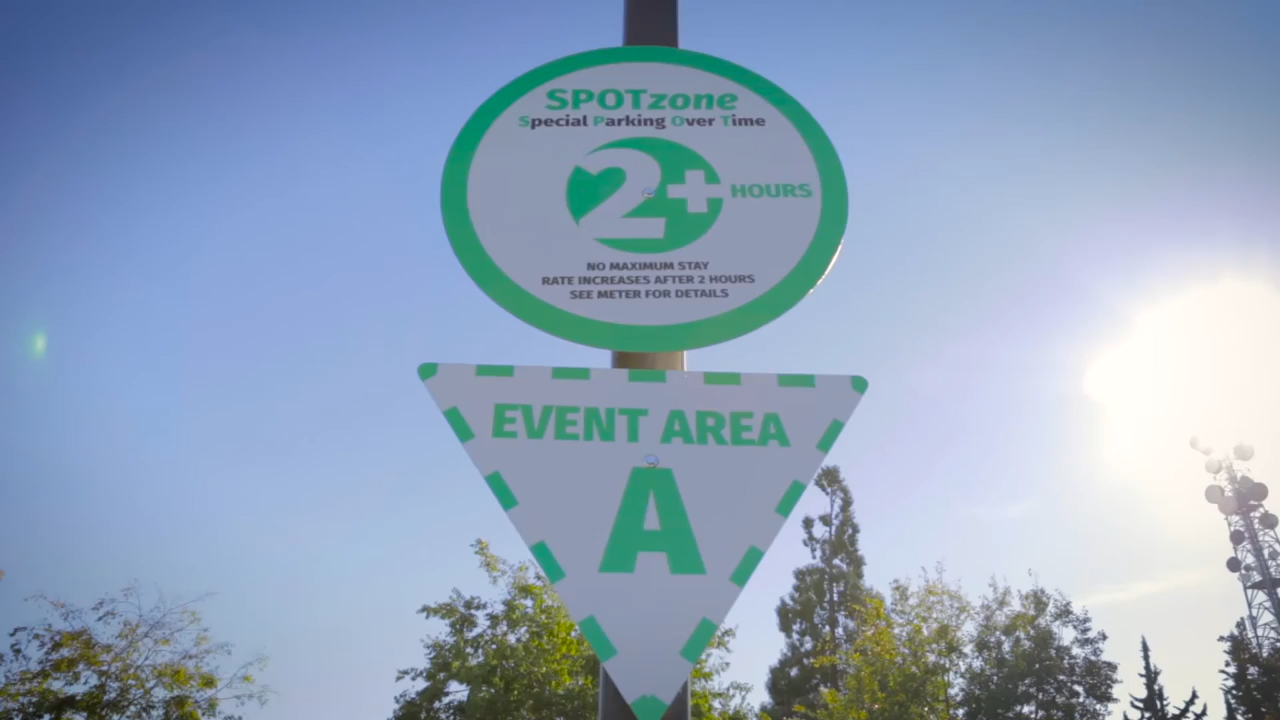 SPOTzone
Special Parking Over Time
2+ HOURS
NO MAXIMUM STAY
RATE INCREASES AFTER 2 HOURS
SEE METER FOR DETAILS
EVENT AREA
A